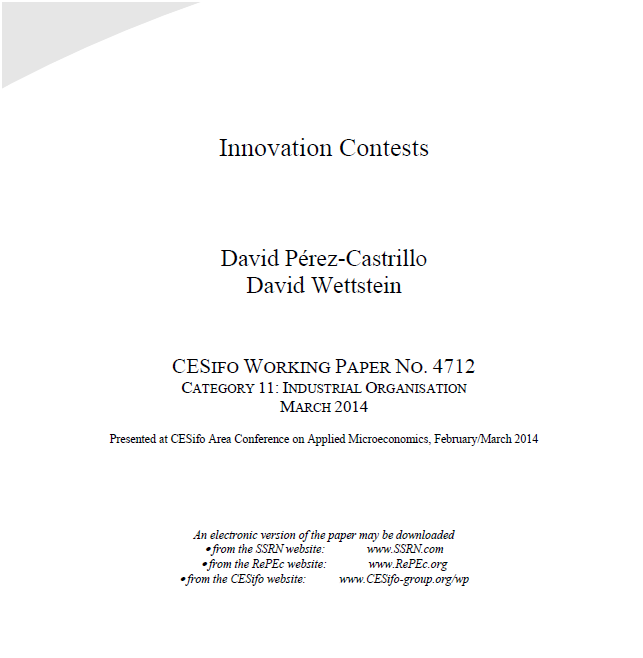 Innovation Contests
David Pérez-Castrillo
David Wettstein
CESIFO WORKING PAPER NO. 4712
CATEGORY 11: INDUSTRIAL ORGANISATION
MARCH 2014
Presented at CESifo Area Conference on Applied Microeconomics, February/March 2014
An electronic version of the paper may be downloaded
• from the SSRN website: www.SSRN.com
• from the RePEc website: www.RePEc.org
• from the CESifo website: www.CESifo-group.org/wp